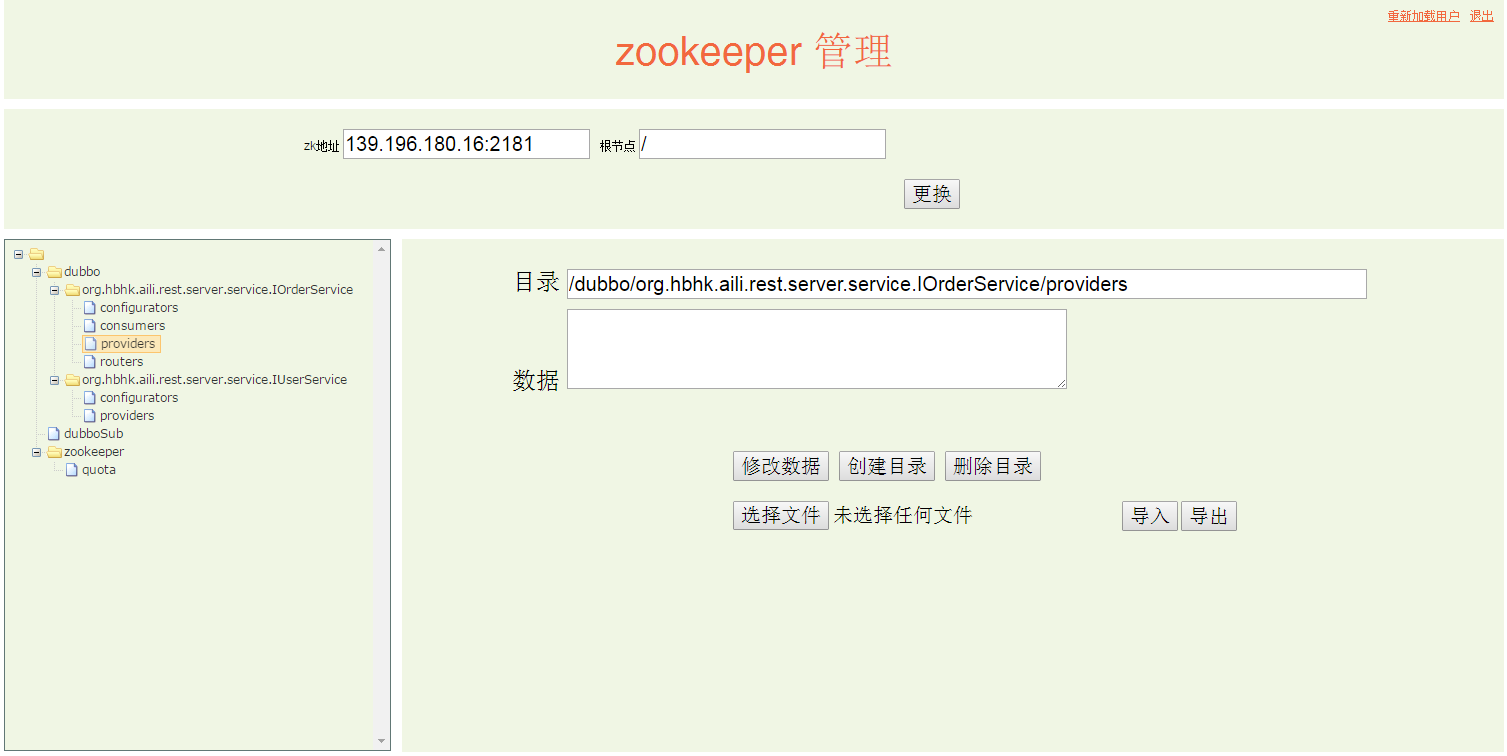 重新加载用户 退出
zookeeper 管理
zk地址 139.196.180.16:2181 根节点 /
更换
dubbo
org.hbhk.aili.rest.server.service.IOrderService
configurators
consumers
providers
routers
org.hbhk.aili.rest.server.service.IUserService
configurators
providers
dubboSub
zookeeper
quota
目录 /dubbo/org.hbhk.aili.rest.server.service.IOrderService/providers
数据
修改数据 创建目录 删除目录
选择文件 未选择任何文件 导入 导出